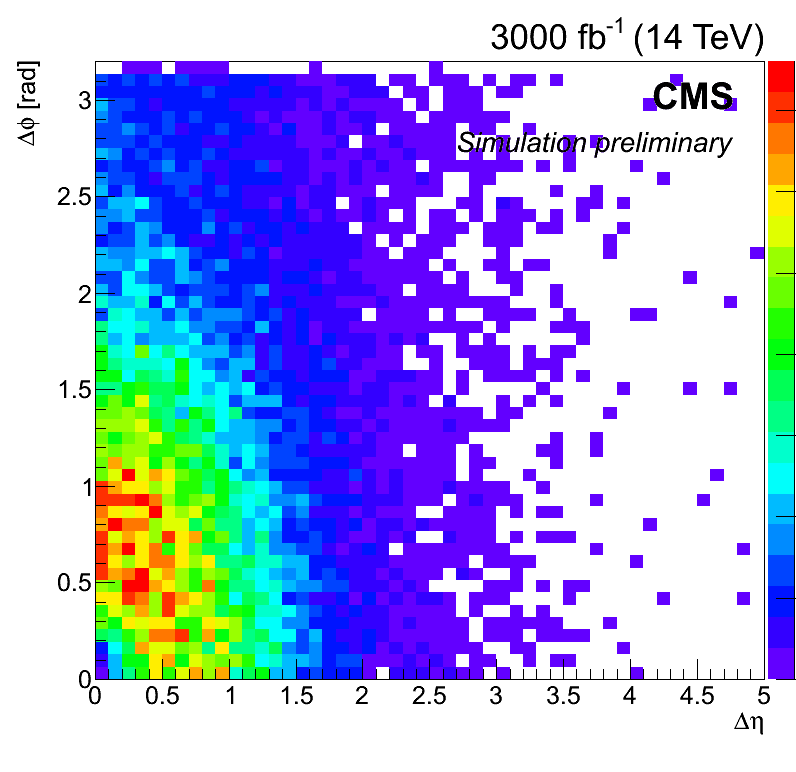 3000 fb-1 (14 TeV)
CMS
Simulation preliminary
Δϕ [rad]
3
2.5
2
1.5
1
0.5
0
0 0.5 1 1.5 2 2.5 3 3.5 4 4.5 5
Δη